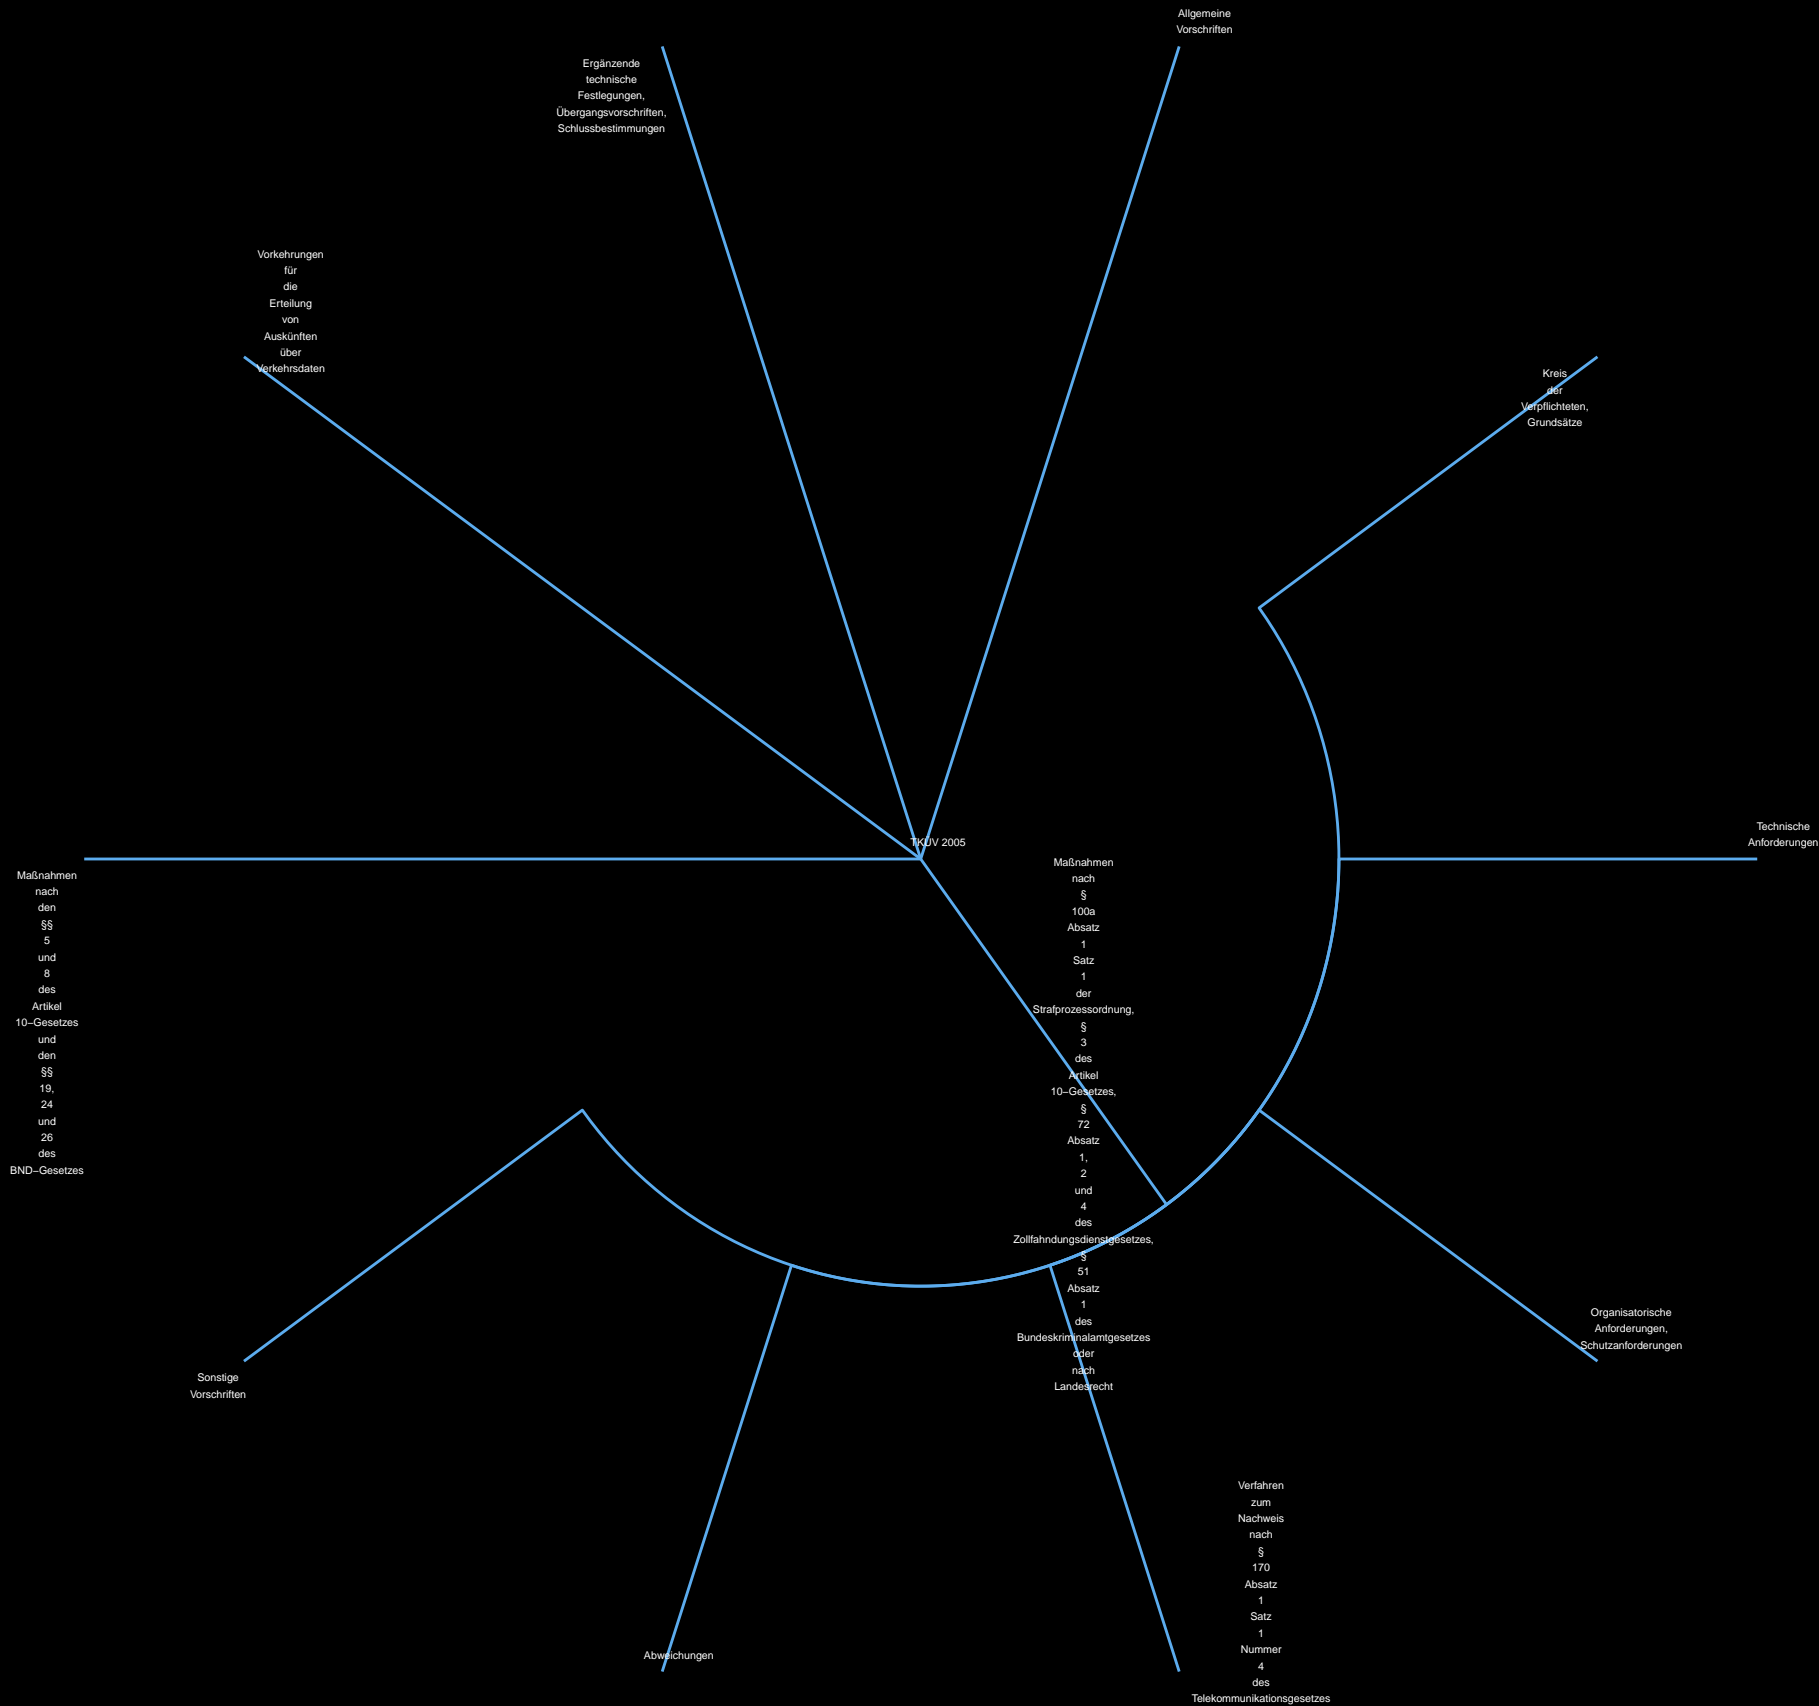 Allgemeine
Vorschriften
Ergänzende
technische
Festlegungen,
Übergangsvorschriften,
Schlussbestimmungen
Vorkehrungen
für
die
Erteilung
von
Auskünften
über
Verkehrsdaten
Kreis
der
Verpflichteten,
Grundsätze
TKÜV 2005
Technische
Anforderungen
Maßnahmen
nach
§
100a
Absatz
1
Satz
1
der
Strafprozessordnung,
§
3
des
Artikel
10–Gesetzes,
§
72
Absatz
1,
2
und
4
des
Zollfahndungsdienstgesetzes,
§
51
Absatz
1
des
Bundeskriminalamtgesetzes
oder
nach
Landesrecht
Maßnahmen
nach
den
§§
5
und
8
des
Artikel
10–Gesetzes
und
den
§§
19,
24
und
26
des
BND–Gesetzes
Organisatorische
Anforderungen,
Schutzanforderungen
Sonstige
Vorschriften
Verfahren
zum
Nachweis
nach
§
170
Absatz
1
Satz
1
Nummer
4
des
Telekommunikationsgesetzes
Abweichungen